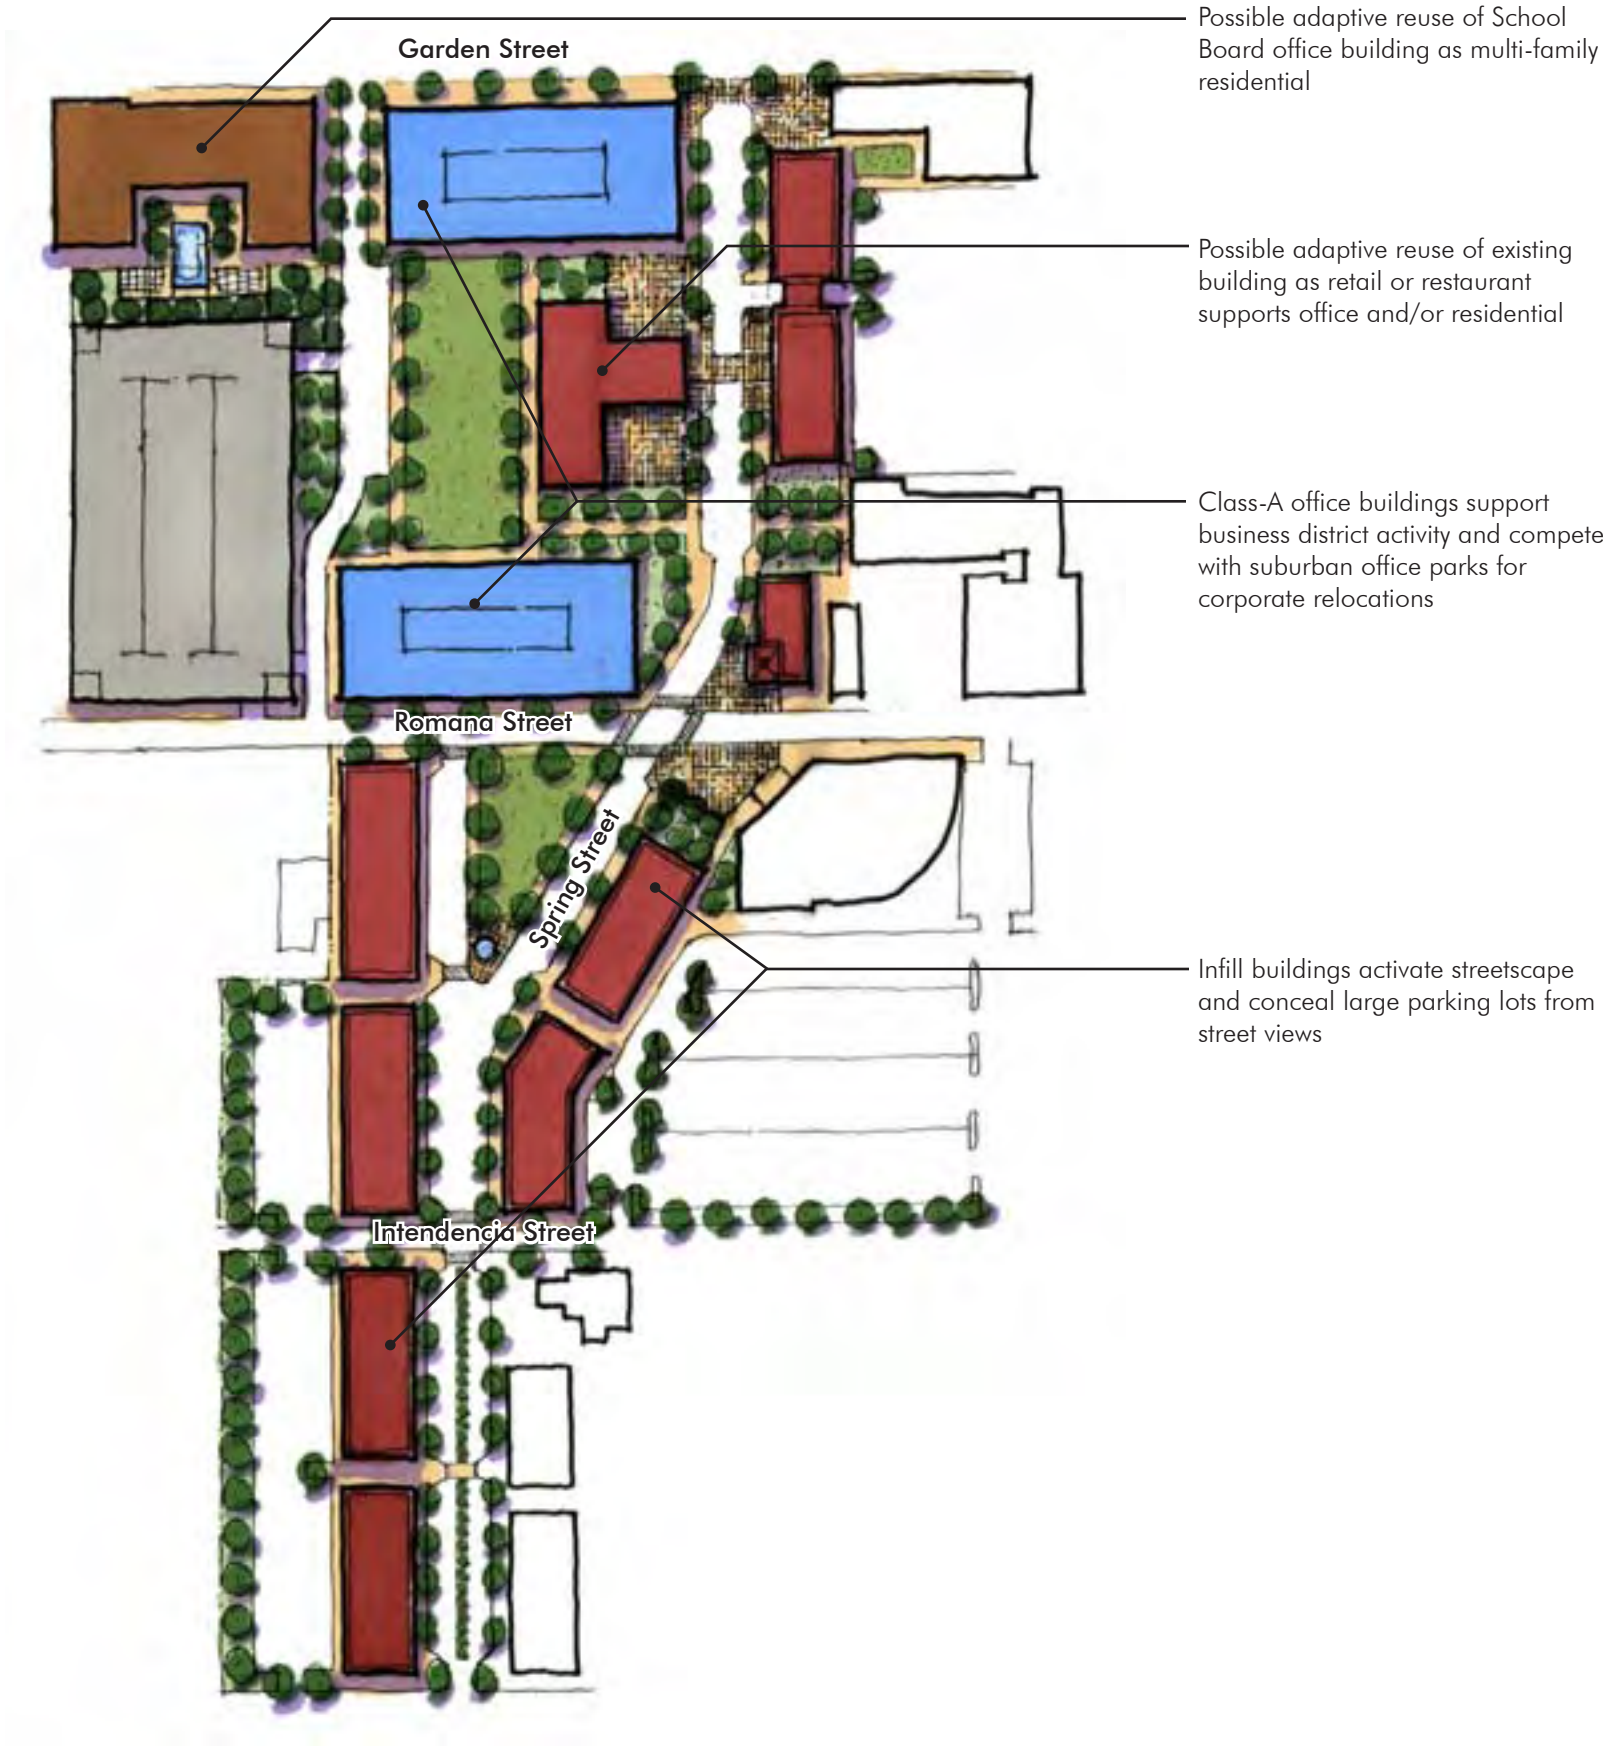 Possible adaptive reuse of School
Board office building as multi-family
residential
Garden Street
Possible adaptive reuse of existing
building as retail or restaurant
supports office and/or residential
Class-A office buildings support
business district activity and compete
with suburban office parks for
corporate relocations
Romana Street
Spring Street
Infill buildings activate streetscape
and conceal large parking lots from
street views
Intendencia Street